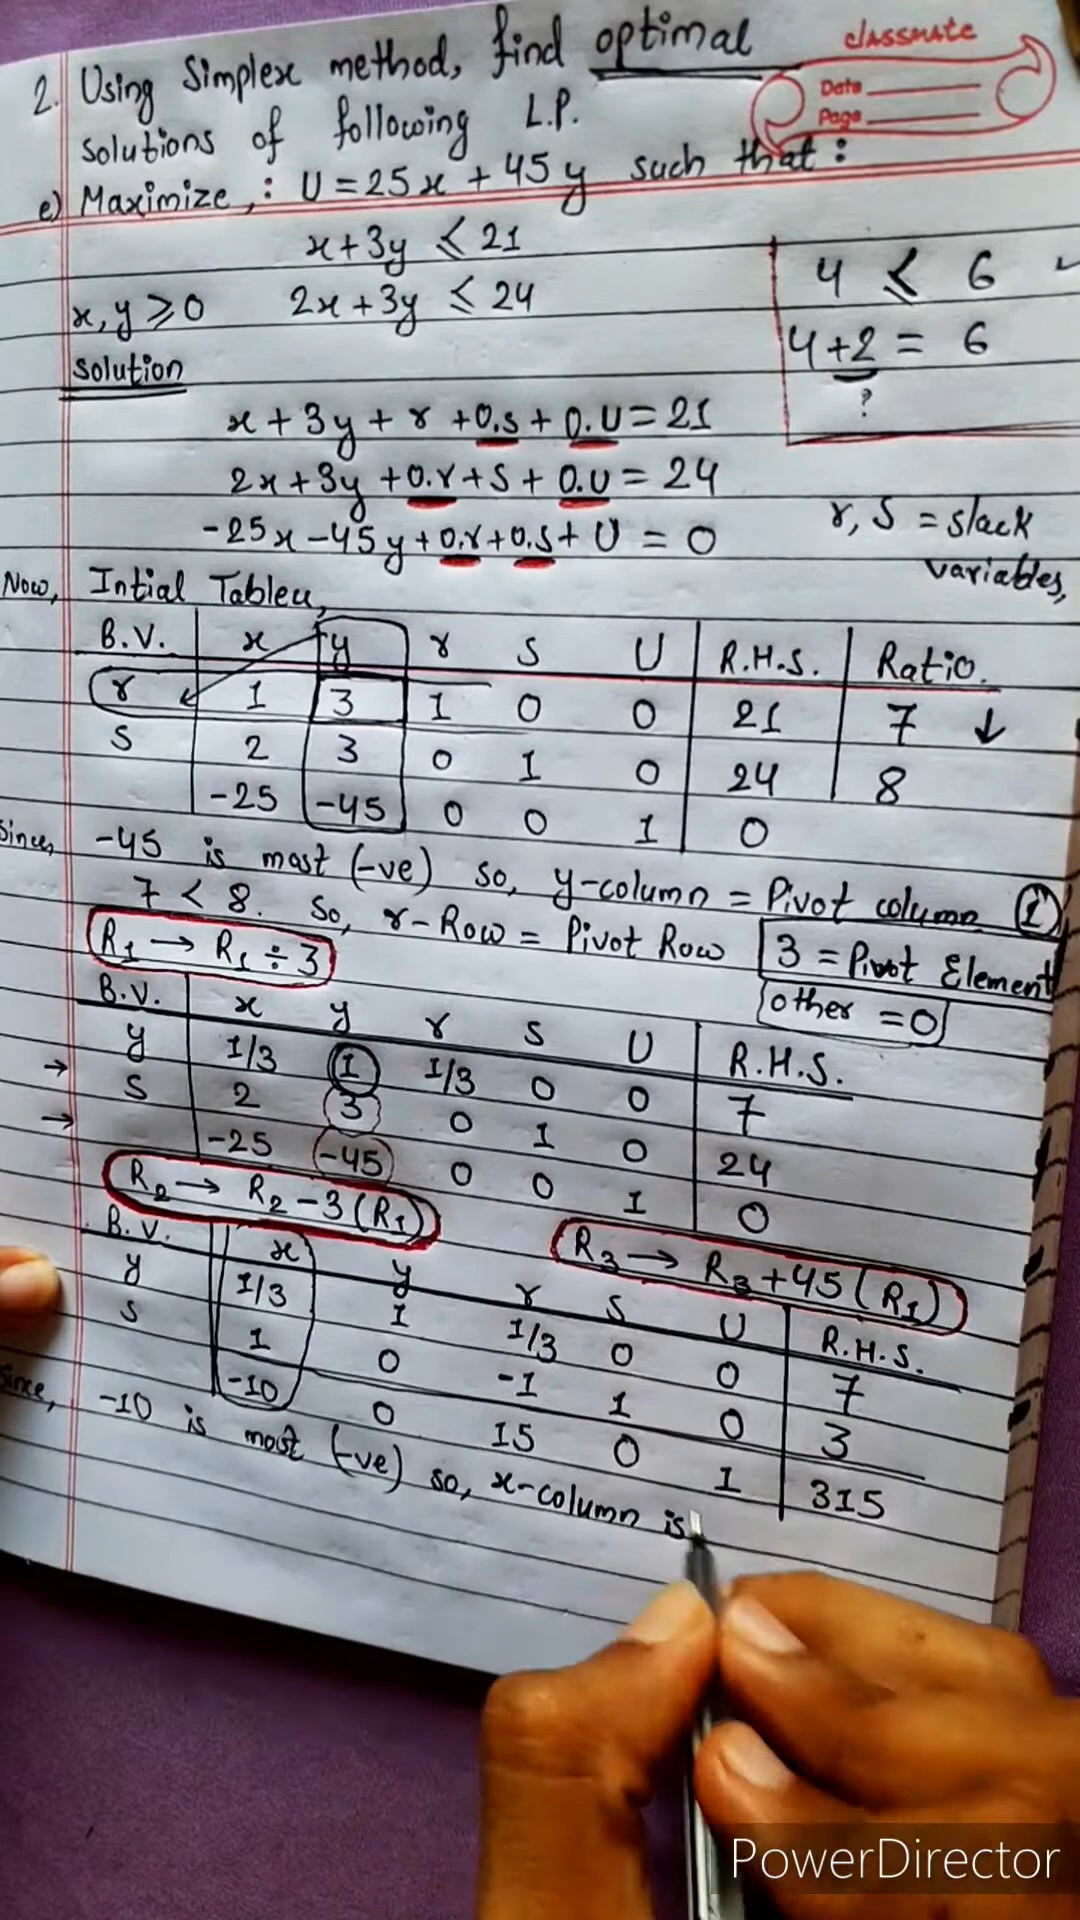 classmate
Date
Page
2. Using Simplex method, find optimal
solutions of following L.P.
e) Maximize,: U = 25x + 45y such that:
x + 3y ≤ 21
x, y ≥ 0 2x + 3y ≤ 24
4 ≤ 6
4 + 2 = 6
?
Solution
x + 3y + r + 0.s + 0.U = 21
2x + 3y + 0.r + s + 0.U = 24
-25x - 45y + 0.r + 0.s + U = 0
r, s = slack
variables,
Now, Intial Tableu,
B.V. x y r s U R.H.S. Ratio.
r 1 3 1 0 0 21 7 ↓
s 2 3 0 1 0 24 8
-25 -45 0 0 1 0
Since, -45 is most (-ve) so, y-column = Pivot column 1
7 < 8. So, r-Row = Pivot Row 3 = Pivot Element
other = 0
R1 → R1 ÷ 3
B.V. x y r s U R.H.S.
y 1/3 1 1/3 0 0 7
→ s 2 3 0 1 0 24
→ -25 -45 0 0 1 0
R2 → R2 - 3(R1)
R3 → R3 + 45(R1)
B.V. x y r s U R.H.S.
y 1/3 1 1/3 0 0 7
s 1 0 -1 1 0 3
-10 0 15 0 1 315
Since, -10 is most (-ve) so, x-column is
PowerDirector